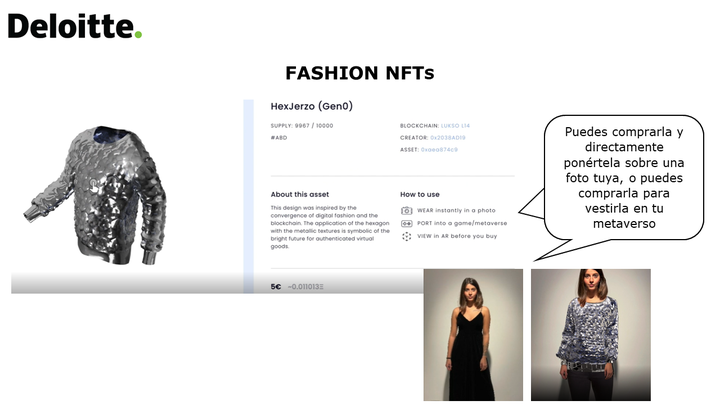 Deloitte.
FASHION NFTs
HexJerzo (Gen0)
SUPPLY: 9967 / 10000
#ABD
BLOCKCHAIN: LUKSO L14
CREATOR:
ASSET:
About this asset
This design was inspired by the
convergence of digital fashion and the
blockchain. The application of the hexagon
with the metallic textures is symbolic of the
bright future for authenticated virtual
goods.
How to use
WEAR instantly in a photo
PORT into a game/metaverse
VIEW in AR before you buy
5€ ~0.011013Ξ
Puedes comprarla y
directamente
ponértela sobre una
foto tuya, o puedes
comprarla para
vestirla en tu
metaverso